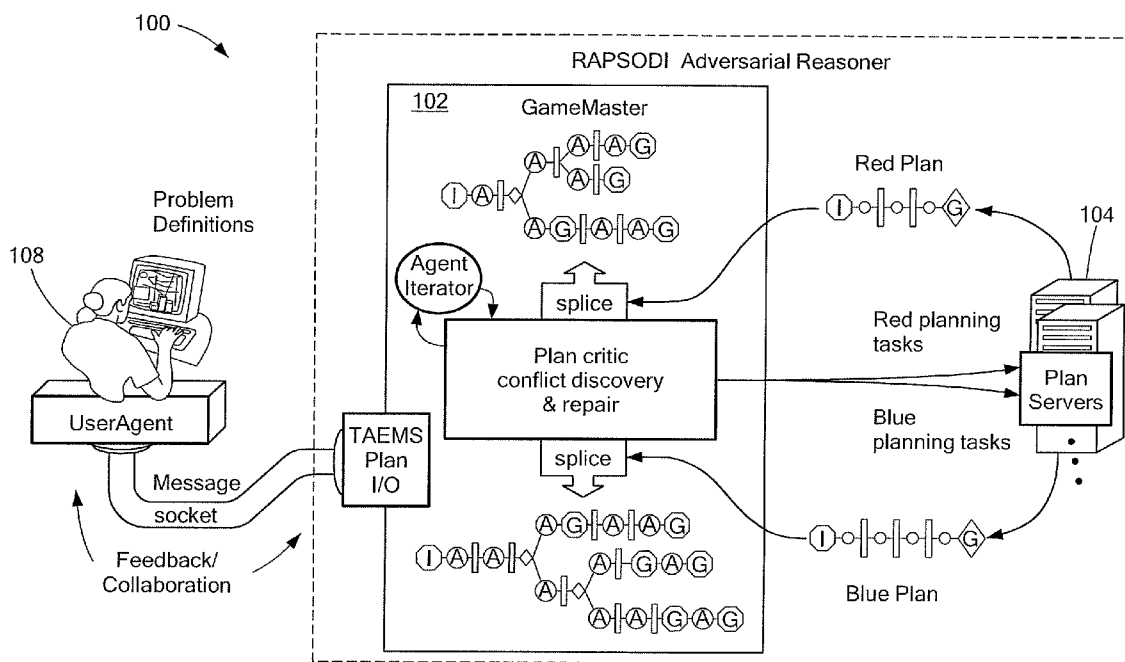 100
RAPSODI Adversarial Reasoner
102
GameMaster
A A G
A
A G
I A
A G A A G
Problem
Definitions
108
Agent
Iterator
splice
Red Plan
I G
104
Plan critic
conflict discovery
& repair
Red planning
tasks
Plan
Servers
Blue
planning tasks
UserAgent
TAEMS
Plan
I/O
splice
Message
socket
Feedback/
Collaboration
A G A A G
I A A
A G A G
A
A A G A G
I G
Blue Plan